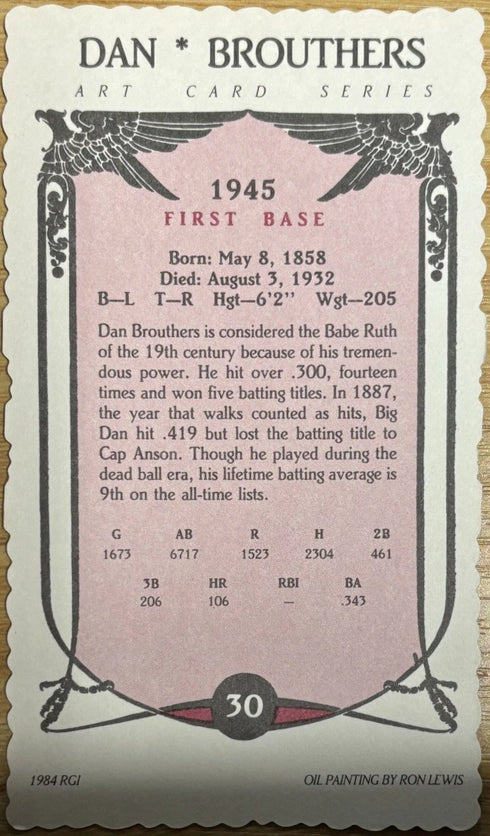 DAN * BROUTHERS
ART CARD SERIES
1945
FIRST BASE
Born: May 8, 1858
Died: August 3, 1932
B—L T—R Hgt—6'2" Wgt—205
Dan Brouthers is considered the Babe Ruth
of the 19th century because of his tremen-
dous power. He hit over .300, fourteen
times and won five batting titles. In 1887,
the year that walks counted as hits, Big
Dan hit .419 but lost the batting title to
Cap Anson. Though he played during the
dead ball era, his lifetime batting average is
9th on the all-time lists.
G AB R H 2B
1673 6717 1523 2304 461
3B HR RBI BA
206 106 — .343
30
1984 RGI OIL PAINTING BY RON LEWIS